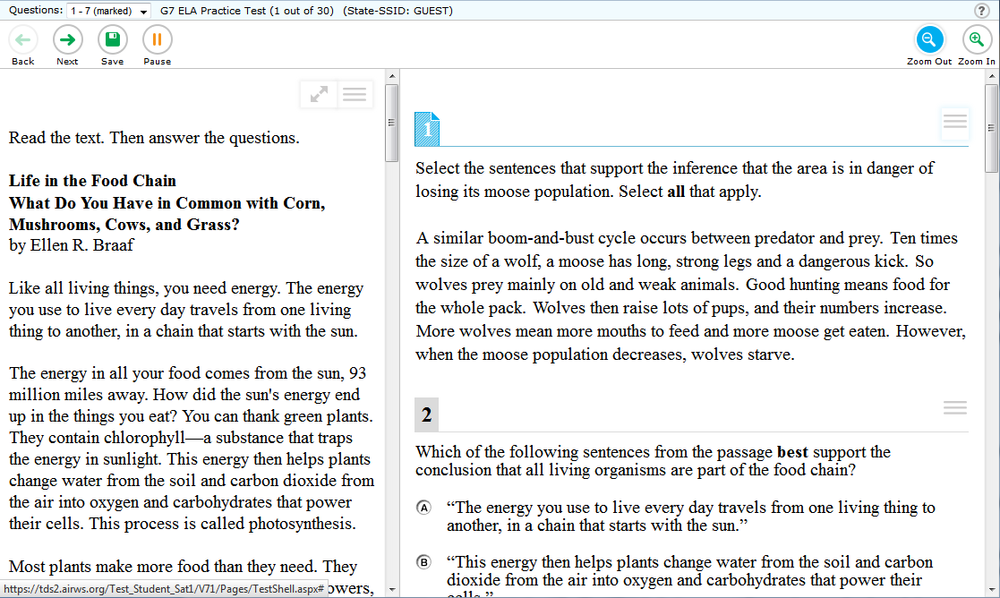 Questions: 1 - 7 (marked) G7 ELA Practice Test (1 out of 30) (State-SSID: GUEST) ?
Back Next Save Pause Zoom Out Zoom In
Read the text. Then answer the questions.
Life in the Food Chain
What Do You Have in Common with Corn,
Mushrooms, Cows, and Grass?
by Ellen R. Braaf
Like all living things, you need energy. The energy
you use to live every day travels from one living
thing to another, in a chain that starts with the sun.
The energy in all your food comes from the sun, 93
million miles away. How did the sun's energy end
up in the things you eat? You can thank green plants.
They contain chlorophyll—a substance that traps
the energy in sunlight. This energy then helps plants
change water from the soil and carbon dioxide from
the air into oxygen and carbohydrates that power
their cells. This process is called photosynthesis.
Most plants make more food than they need. They
owers,
https://tds2.airws.org/Test_Student_Sat1/V71/Pages/TestShell.aspx#
1
Select the sentences that support the inference that the area is in danger of
losing its moose population. Select all that apply.
A similar boom-and-bust cycle occurs between predator and prey. Ten times
the size of a wolf, a moose has long, strong legs and a dangerous kick. So
wolves prey mainly on old and weak animals. Good hunting means food for
the whole pack. Wolves then raise lots of pups, and their numbers increase.
More wolves mean more mouths to feed and more moose get eaten. However,
when the moose population decreases, wolves starve.
2
Which of the following sentences from the passage best support the
conclusion that all living organisms are part of the food chain?
A “The energy you use to live every day travels from one living thing to
another, in a chain that starts with the sun.”
B “This energy then helps plants change water from the soil and carbon
dioxide from the air into oxygen and carbohydrates that power their
cells.”